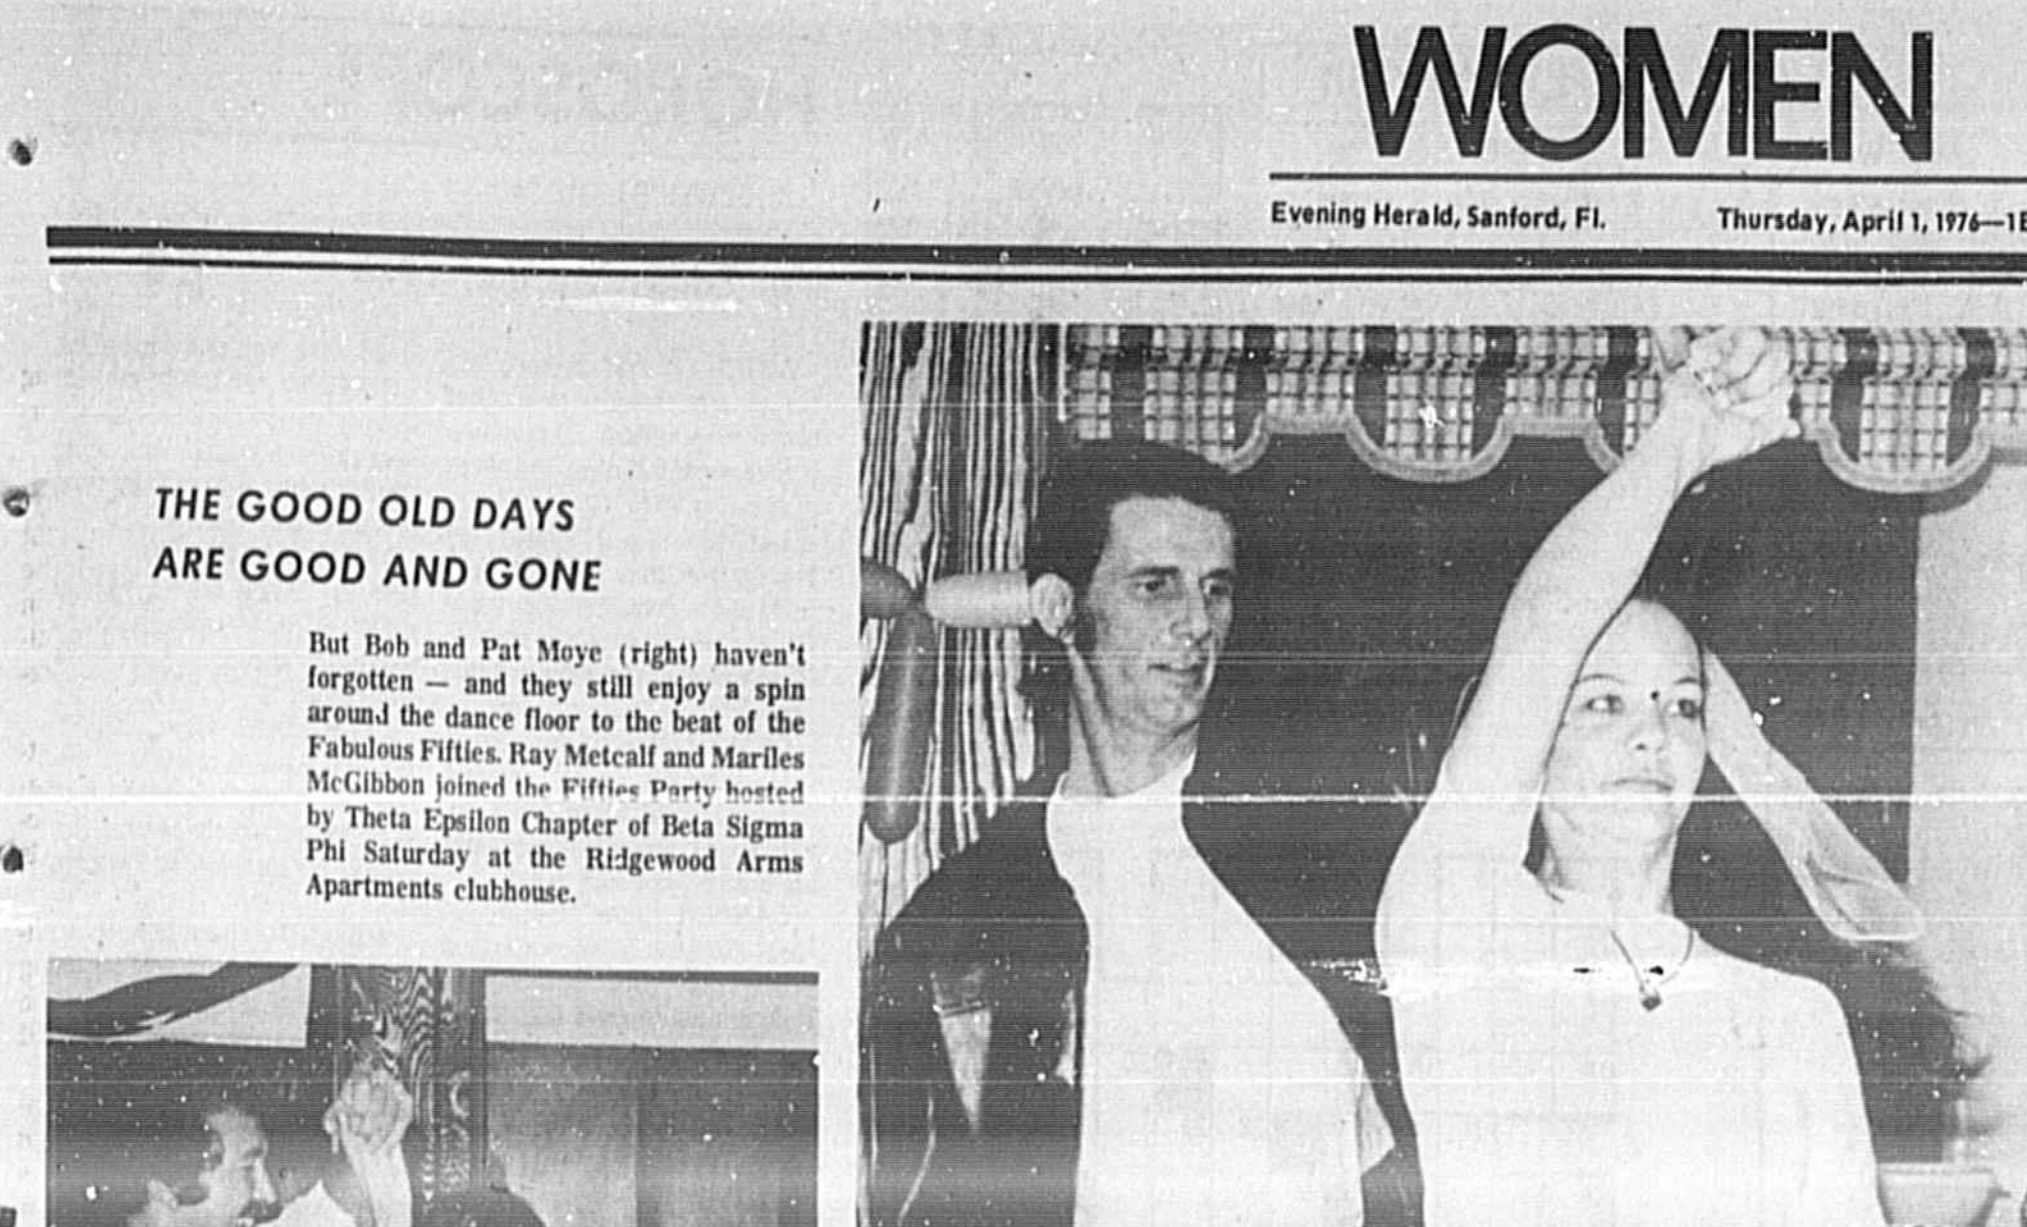 WOMEN
Evening Herald, Sanford, Fl.
Thursday, April 1, 1976—1B
THE GOOD OLD DAYS
ARE GOOD AND GONE
But Bob and Pat Moye (right) haven't
forgotten — and they still enjoy a spin
around the dance floor to the beat of the
Fabulous Fifties. Ray Metcalf and Marlies
McGibbon joined the Fifties Party hosted
by Theta Epsilon Chapter of Beta Sigma
Phi Saturday at the Ridgewood Arms
Apartments clubhouse.